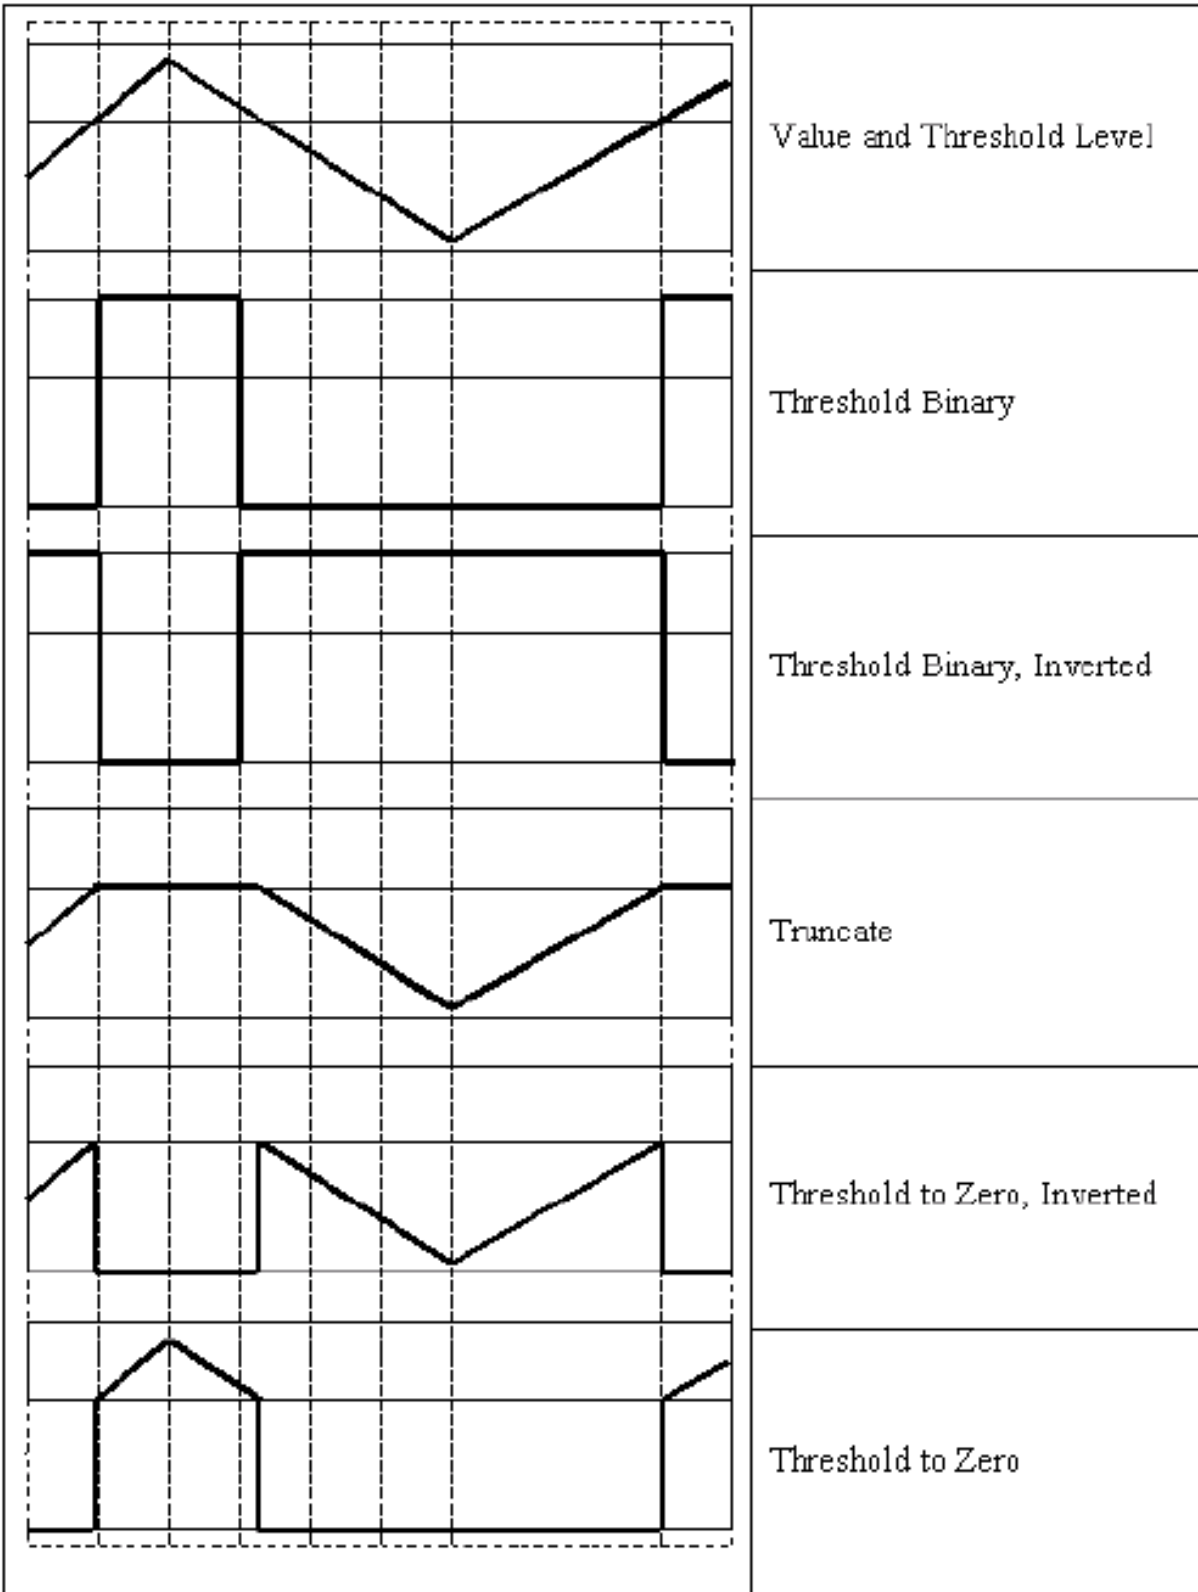 Value and Threshold Level
Threshold Binary
Threshold Binary, Inverted
Truncate
Threshold to Zero, Inverted
Threshold to Zero